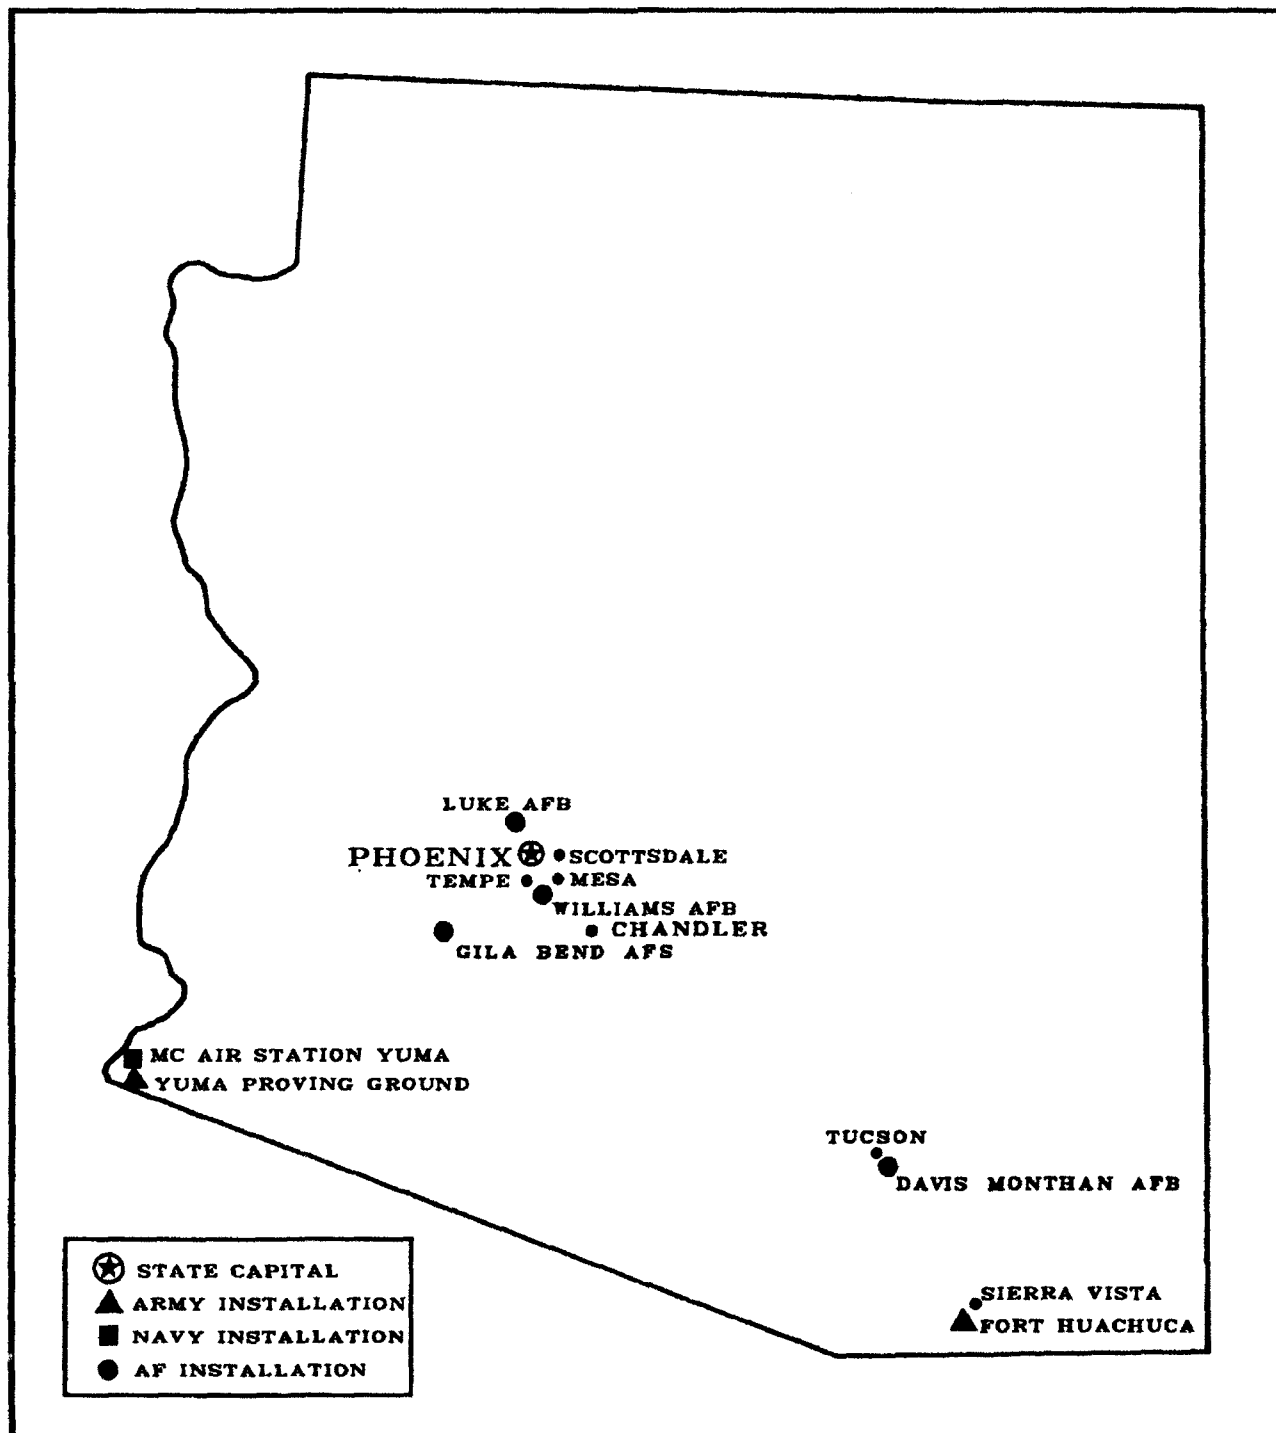 LUKE AFB
PHOENIX
SCOTTSDALE
TEMPE
MESA
WILLIAMS AFB
CHANDLER
GILA BEND AFS
MC AIR STATION YUMA
YUMA PROVING GROUND
TUCSON
DAVIS MONTHAN AFB
SIERRA VISTA
FORT HUACHUCA
STATE CAPITAL
ARMY INSTALLATION
NAVY INSTALLATION
AF INSTALLATION